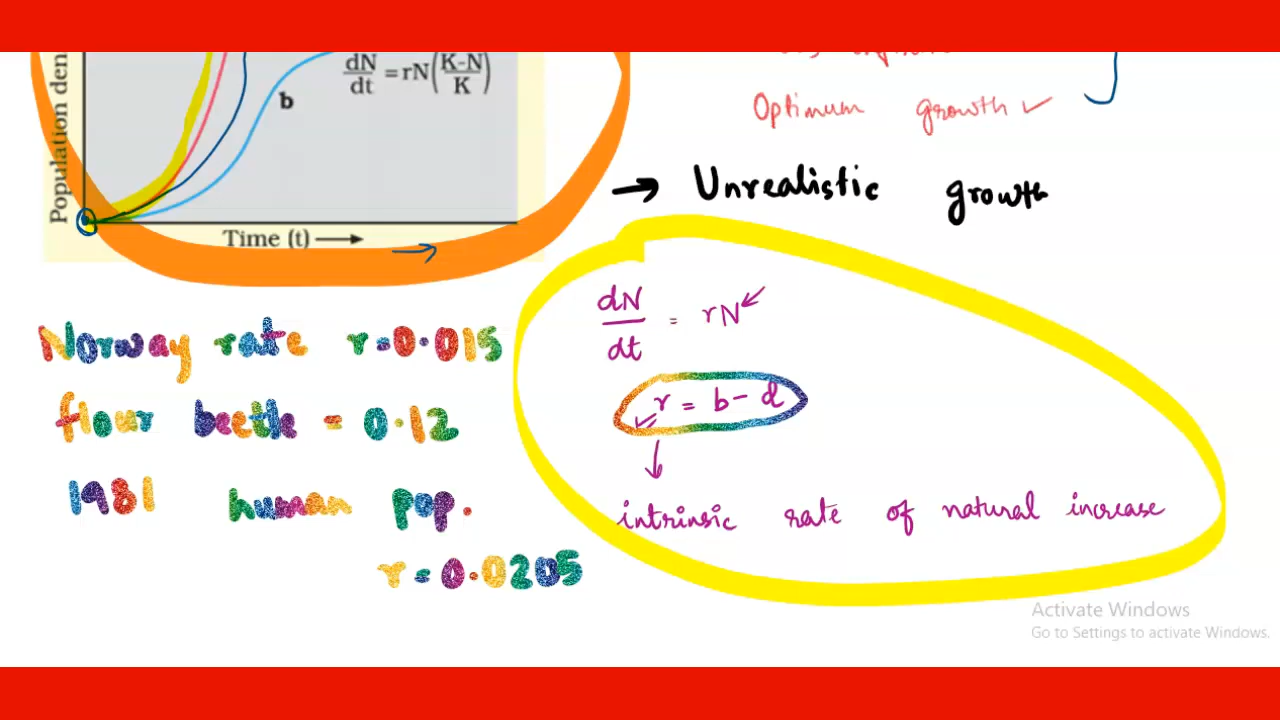 Population den
dN/dt = rN(K-N/K)
b
Time (t)
Optimum growth ✓
→ Unrealistic growth
dN/dt = rN
r = b - d
intrinsic rate of natural increase
Norway rate r=0.015
flour beetle = 0.12
1981 human pop.
r=0.0205
Activate Windows
Go to Settings to activate Windows.